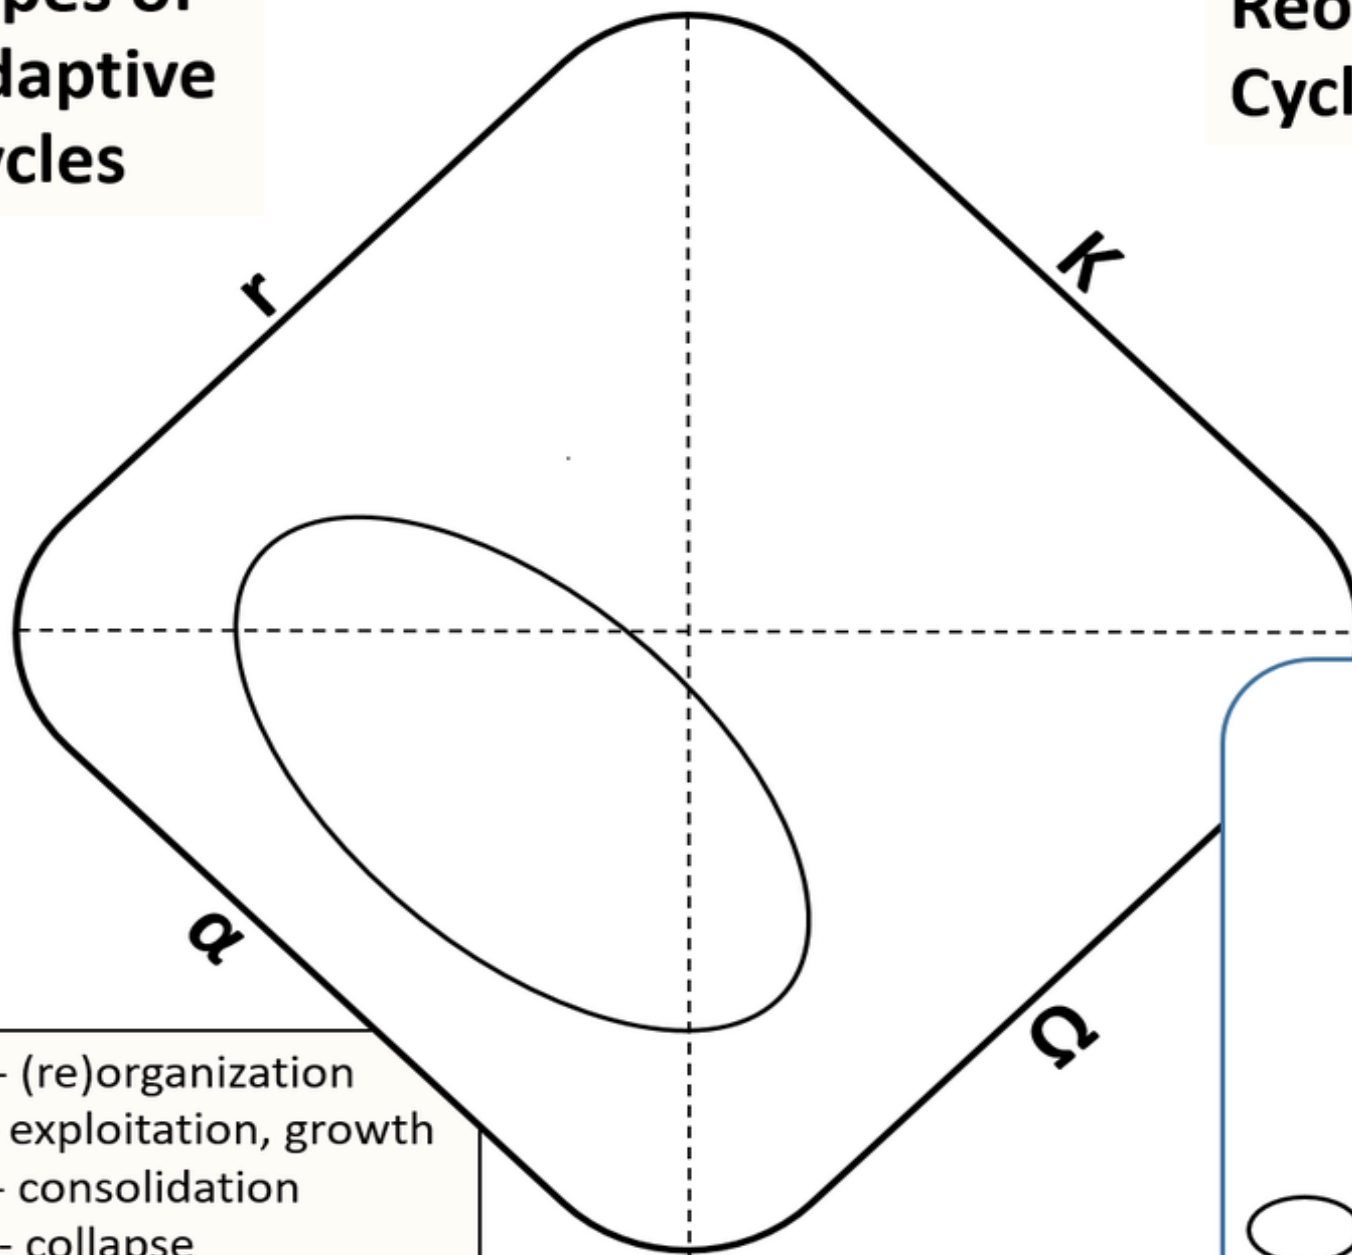 daptive
cles
r
K
α
Ω
- (re)organization
exploitation, growth
- consolidation
- collapse